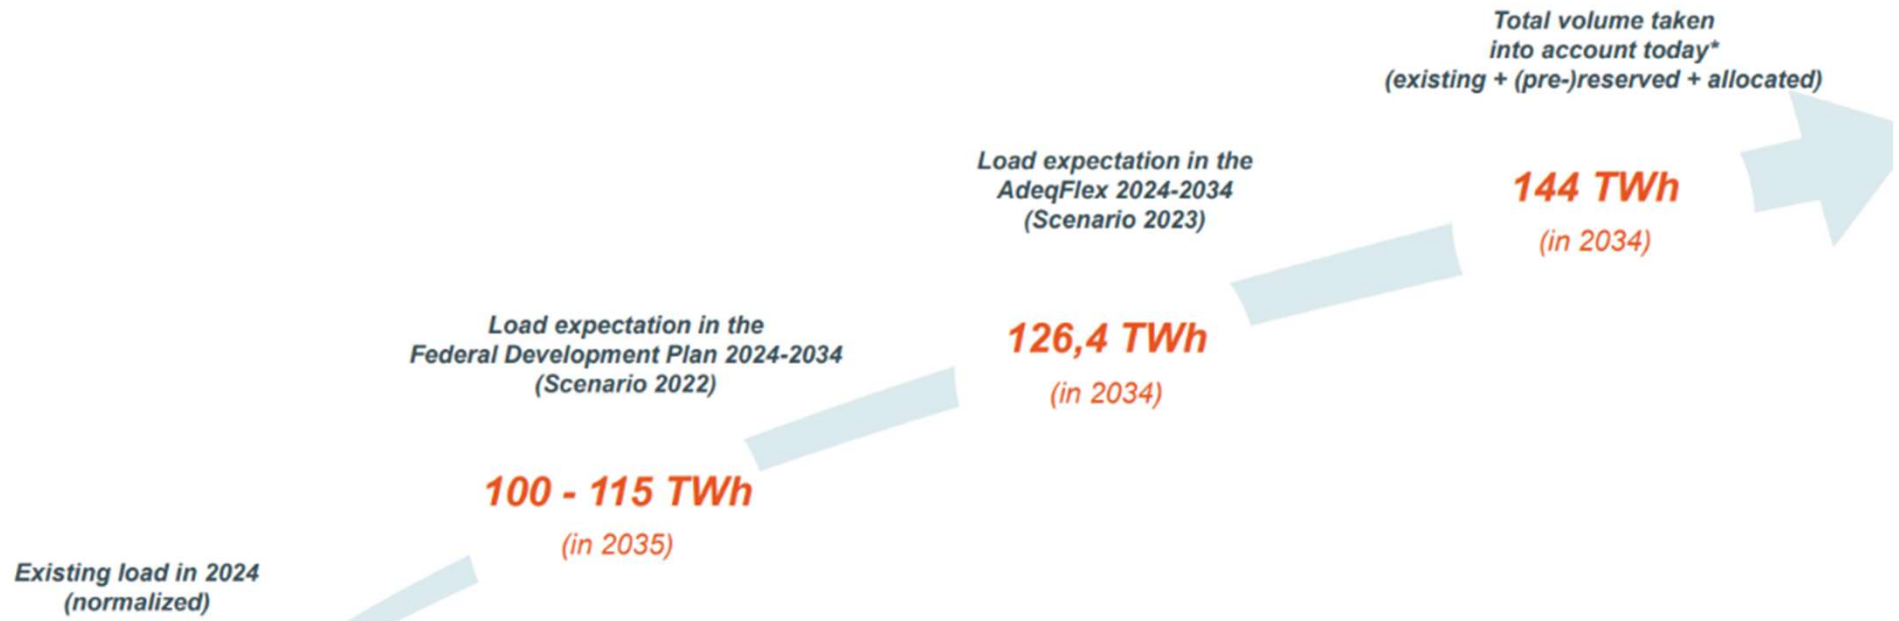 Total volume taken
into account today*
(existing + (pre-)reserved + allocated)
144 TWh
(in 2034)
Load expectation in the
AdeqFlex 2024-2034
(Scenario 2023)
126,4 TWh
(in 2034)
Load expectation in the
Federal Development Plan 2024-2034
(Scenario 2022)
100 - 115 TWh
(in 2035)
Existing load in 2024
(normalized)